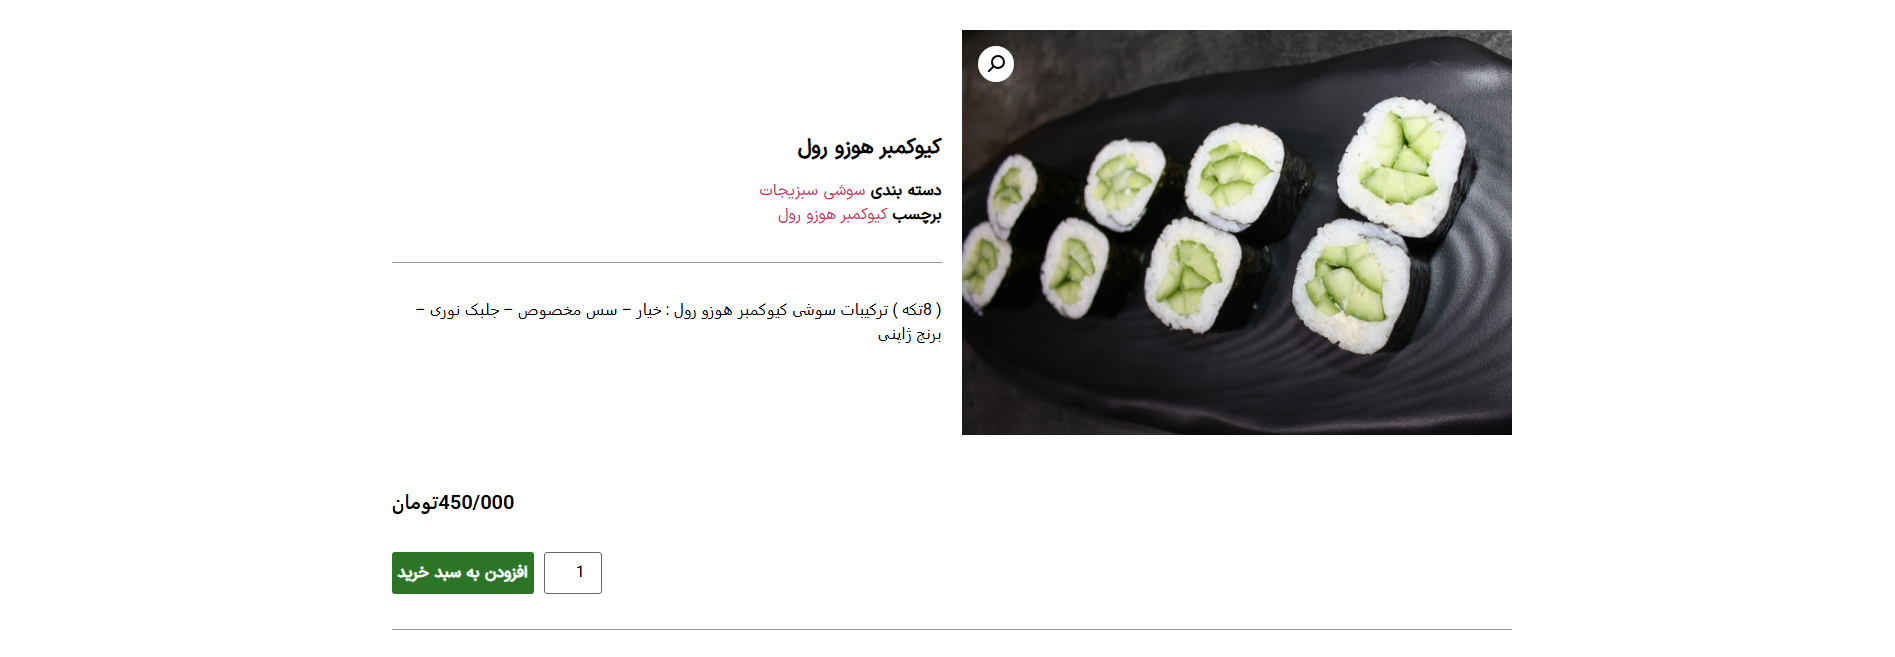 کیوکمبر هوزو رول
دسته بندی سوشی سبزیجات
برچسب کیوکمبر هوزو رول
( 8تکه ) ترکیبات سوشی کیوکمبر هوزو رول : خیار – سس مخصوص – جلبک نوری –
برنج ژاپنی
450/000تومان
1
افزودن به سبد خرید